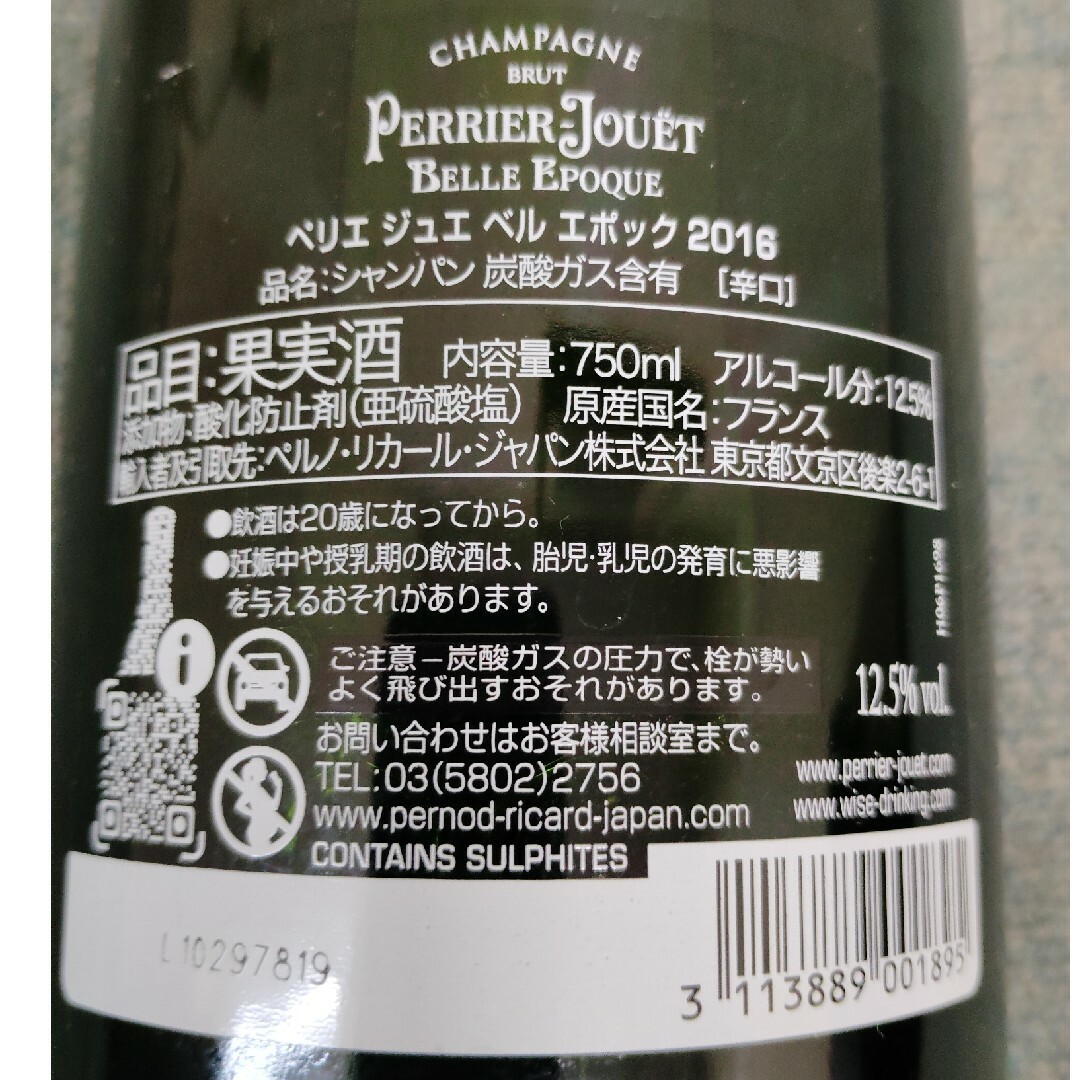 CHAMPAGNE
BRUT
PERRIER-JOUËT
BELLE EPOQUE
ペリエ ジュエ ベル エポック 2016
品名:シャンパン 炭酸ガス含有 [辛口]
品目:果実酒 内容量:750ml アルコール分:12.5%
添加物:酸化防止剤(亜硫酸塩) 原産国名:フランス
輸入者及引取先:ペルノ・リカール・ジャパン株式会社 東京都文京区後楽2-6-1
●飲酒は20歳になってから。
●妊娠中や授乳期の飲酒は、胎児・乳児の発育に悪影響
を与えるおそれがあります。
ご注意－炭酸ガスの圧力で、栓が勢い
よく飛び出すおそれがあります。
12.5% vol.
お問い合わせはお客様相談室まで。
TEL:03(5802)2756
www.pernod-ricard-japan.com
www.perrier-jouet.com
www.wise-drinking.com
CONTAINS SULPHITES
L10297819
3 113889 001895